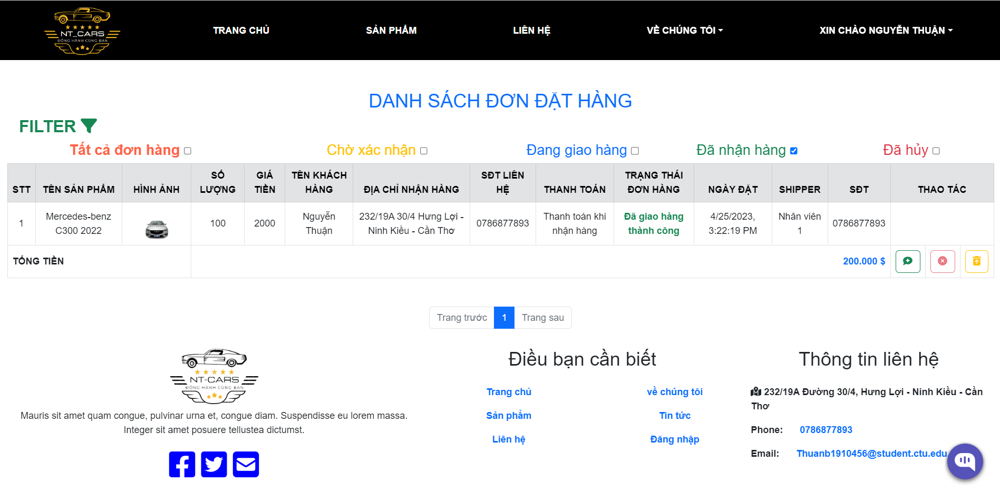 NT_CARS
ĐỒNG HÀNH CÙNG BẠN
TRANG CHỦ
SẢN PHẨM
LIÊN HỆ
VỀ CHÚNG TÔI
XIN CHÀO NGUYỄN THUẬN
DANH SÁCH ĐƠN ĐẶT HÀNG
FILTER
Tất cả đơn hàng
Chờ xác nhận
Đang giao hàng
Đã nhận hàng
Đã hủy
STT
TÊN SẢN PHẨM
HÌNH ẢNH
SỐ
LƯỢNG
GIÁ
TIỀN
TÊN KHÁCH
HÀNG
ĐỊA CHỈ NHẬN HÀNG
SĐT LIÊN
HỆ
THANH TOÁN
TRẠNG THÁI
ĐƠN HÀNG
NGÀY ĐẶT
SHIPPER
SĐT
THAO TÁC
1
Mercedes-benz
C300 2022
100
2000
Nguyễn
Thuận
232/19A 30/4 Hưng Lợi -
Ninh Kiều - Cần Thơ
0786877893
Thanh toán khi
nhận hàng
Đã giao hàng
thành công
4/25/2023,
3:22:19 PM
Nhân viên
1
0786877893
TỔNG TIỀN
200.000 $
Trang trước
1
Trang sau
NT-CARS
ĐỒNG HÀNH CÙNG BẠN
Mauris sit amet quam congue, pulvinar urna et, congue diam. Suspendisse eu lorem massa.
Integer sit amet posuere tellustea dictumst.
Điều bạn cần biết
Trang chủ
về chúng tôi
Sản phẩm
Tin tức
Liên hệ
Đăng nhập
Thông tin liên hệ
232/19A Đường 30/4, Hưng Lợi - Ninh Kiều - Cần
Thơ
Phone:
0786877893
Email:
Thuanb1910456@student.ctu.edu.